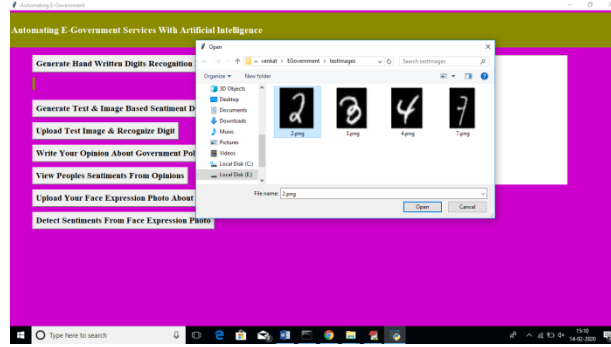 Automating E-Government
Automating E-Government Services With Artificial Intelligence
Generate Hand Written Digits Recognition
Generate Text & Image Based Sentiment D
Upload Test Image & Recognize Digit
Write Your Opinion About Government Pol
View Peoples Sentiments From Opinions
Upload Your Face Expression Photo About
Detect Sentiments From Face Expression Photo
Open
« venkat › EGovernment › testImages
Search testImages
Organize
New folder
3D Objects
Desktop
Documents
Downloads
Music
Pictures
Videos
Local Disk (C:)
Local Disk (E:)
2
3
4
7
2.png
3.png
4.png
7.png
File name: 2.png
Open
Cancel
Type here to search
15:10
14-02-2020